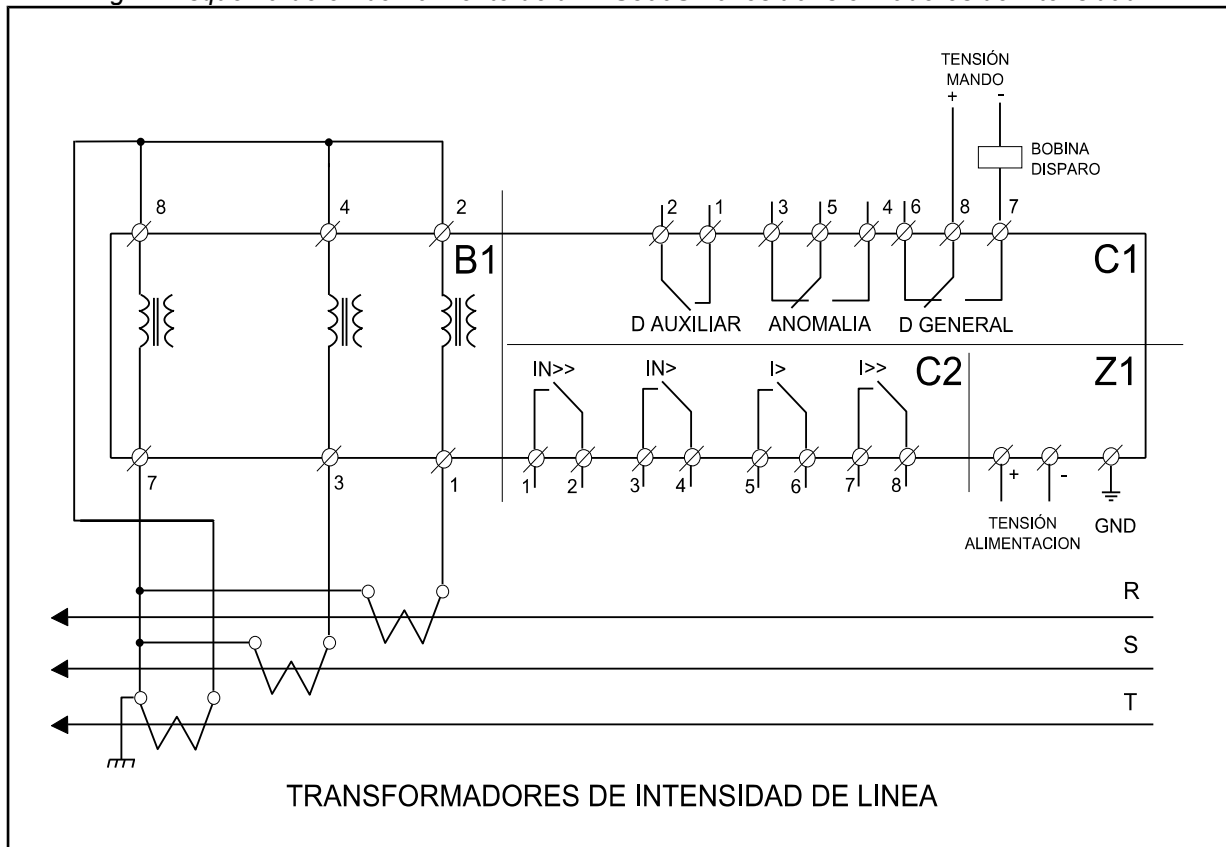 TENSIÓN
MANDO
+ -
BOBINA
DISPARO
8 4 2 2 1 3 5 4 6 8 7
B1 C1
D AUXILIAR ANOMALIA D GENERAL
IN>> IN> I> I>> C2 Z1
7 3 1 1 2 3 4 5 6 7 8 + -
TENSIÓN
ALIMENTACION
GND
R
S
T
TRANSFORMADORES DE INTENSIDAD DE LINEA